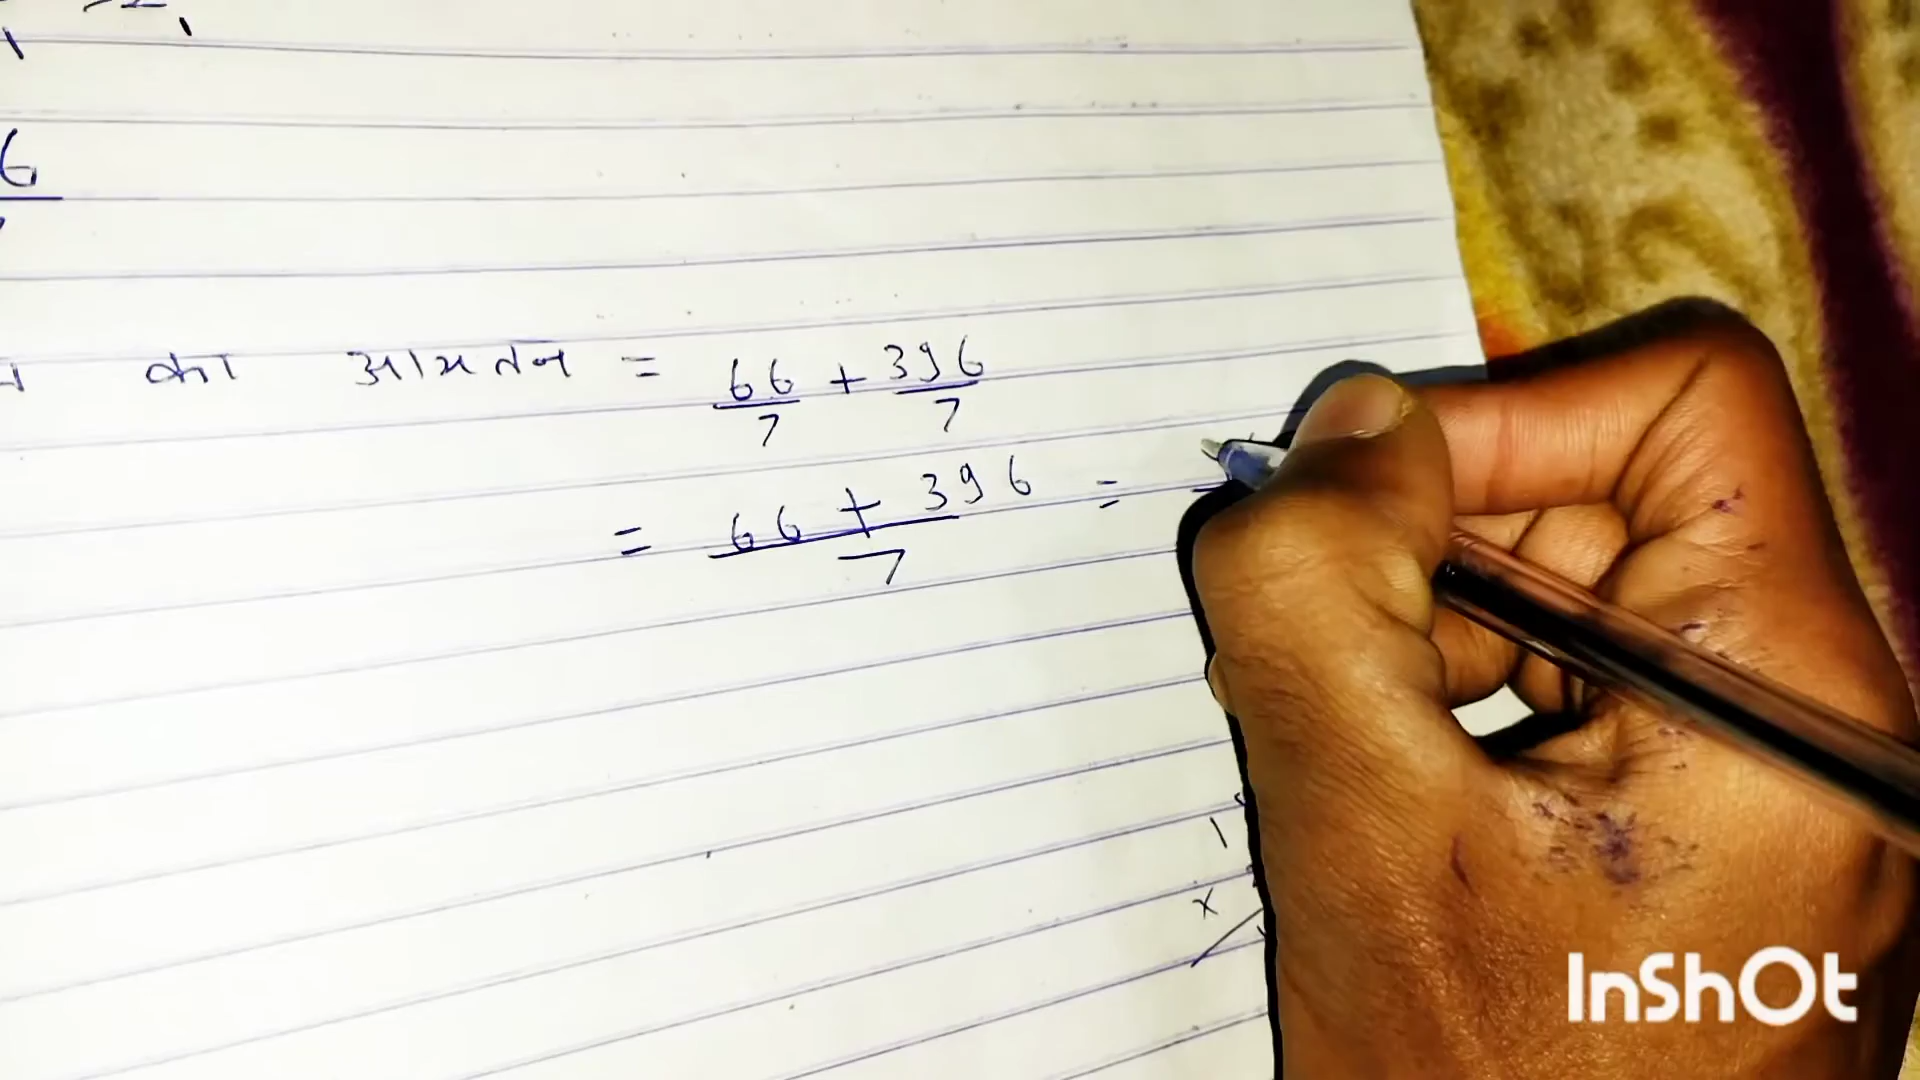 6
का आयतन = 66/7 + 396/7
= 66 + 396/7 =
x
InShOt